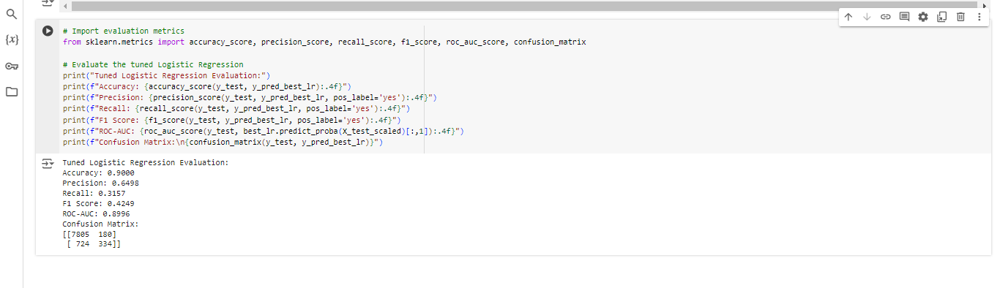 {x}
# Import evaluation metrics
from sklearn.metrics import accuracy_score, precision_score, recall_score, f1_score, roc_auc_score, confusion_matrix
# Evaluate the tuned Logistic Regression
print("Tuned Logistic Regression Evaluation:")
print(f"Accuracy: {accuracy_score(y_test, y_pred_best_lr):.4f}")
print(f"Precision: {precision_score(y_test, y_pred_best_lr, pos_label='yes'):.4f}")
print(f"Recall: {recall_score(y_test, y_pred_best_lr, pos_label='yes'):.4f}")
print(f"F1 Score: {f1_score(y_test, y_pred_best_lr, pos_label='yes'):.4f}")
print(f"ROC-AUC: {roc_auc_score(y_test, best_lr.predict_proba(X_test_scaled)[:,1]):.4f}")
print(f"Confusion Matrix:\n{confusion_matrix(y_test, y_pred_best_lr)}")
Tuned Logistic Regression Evaluation:
Accuracy: 0.9000
Precision: 0.6498
Recall: 0.3157
F1 Score: 0.4249
ROC-AUC: 0.8996
Confusion Matrix:
[[7805  180]
 [ 724  334]]